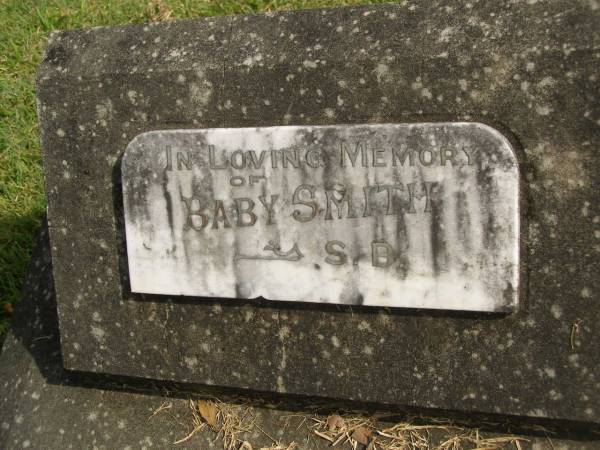 In Loving Memory
of
Baby Smith
S.D.